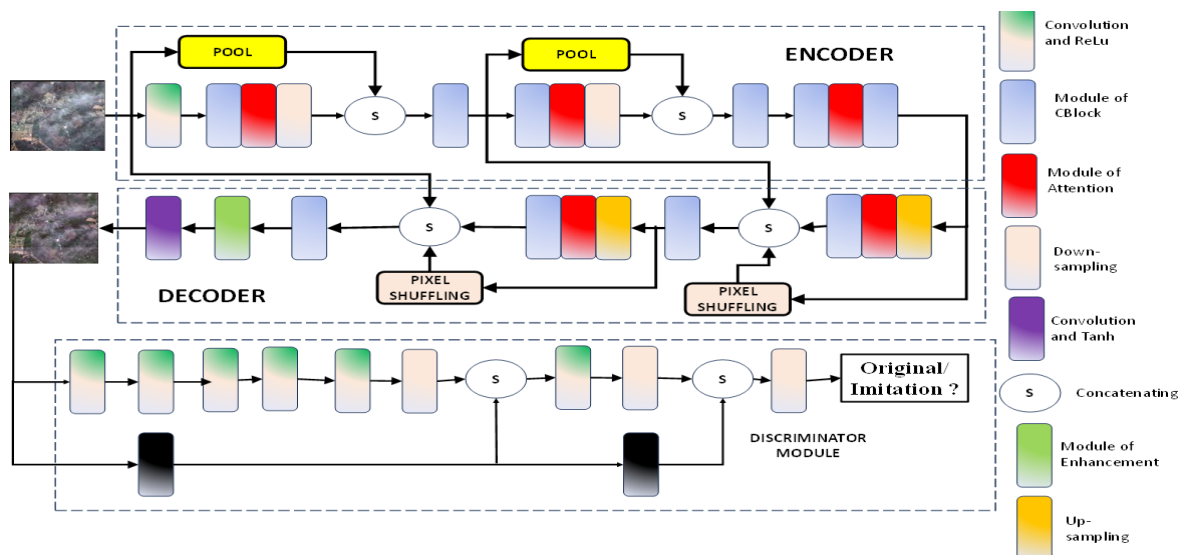 POOL
POOL
ENCODER
S
S
S
S
PIXEL
SHUFFLING
PIXEL
SHUFFLING
DECODER
S
S
Original/
Imitation ?
DISCRIMINATOR
MODULE
Convolution
and ReLu
Module of
CBlock
Module of
Attention
Down-
sampling
Convolution
and Tanh
S
Concatenating
Module of
Enhancement
Up-
sampling